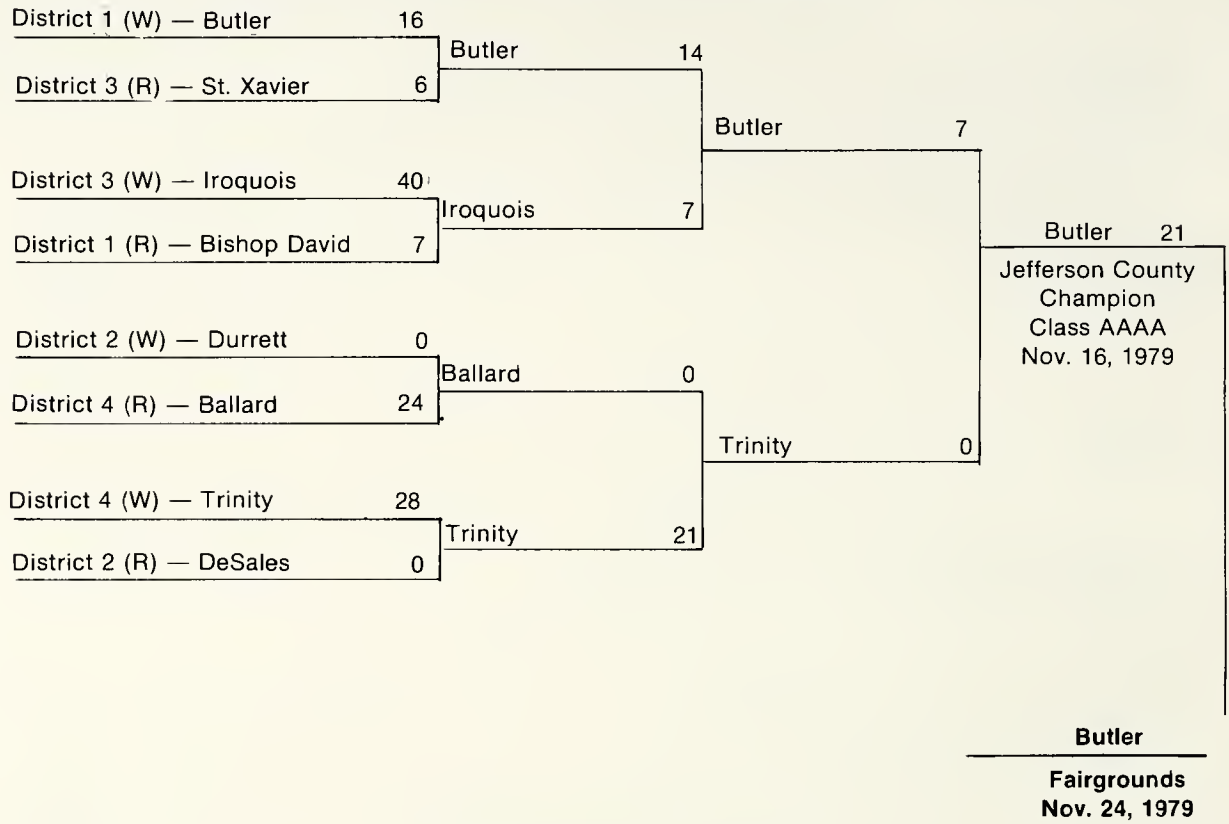 District 1 (W) — Butler 16
Butler 14
District 3 (R) — St. Xavier 6
Butler 7
District 3 (W) — Iroquois 40
Iroquois 7
District 1 (R) — Bishop David 7
Butler 21
Jefferson County
Champion
Class AAAA
Nov. 16, 1979
District 2 (W) — Durrett 0
Ballard 0
District 4 (R) — Ballard 24
Trinity 0
District 4 (W) — Trinity 28
Trinity 21
District 2 (R) — DeSales 0
Butler
Fairgrounds
Nov. 24, 1979